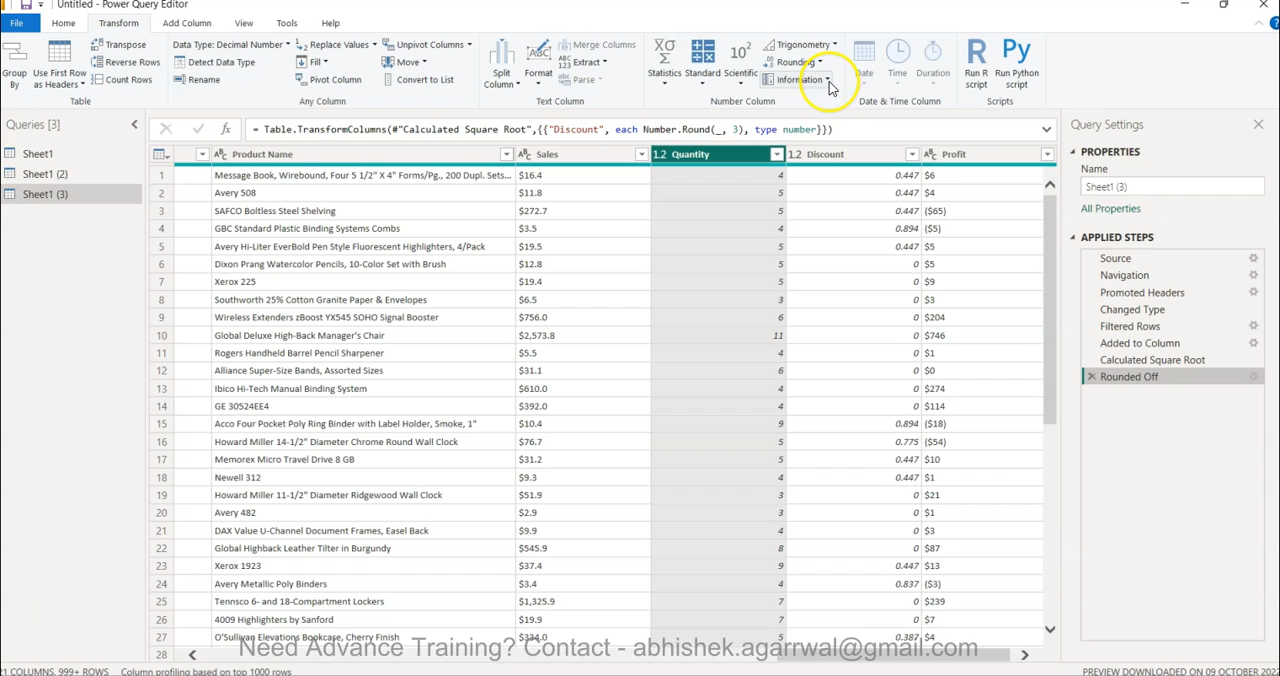 Untitled - Power Query Editor
File Home Transform Add Column View Tools Help
Transpose Data Type: Decimal Number Replace Values Unpivot Columns Merge Columns Trigonometry
Group By Use First Row as Headers Reverse Rows Detect Data Type Fill Move Split Column Format Extract Statistics Standard Scientific Rounding Date Time Duration Run R script Run Python script
Count Rows Rename Pivot Column Convert to List Parse Information
Table Any Column Text Column Number Column Date & Time Column Scripts
Queries [3] = Table.TransformColumns(#"Calculated Square Root",{{"Discount", each Number.Round(_, 3), type number}}) Query Settings
Sheet1
Sheet1 (2)
Sheet1 (3)
Product Name Sales 1.2 Quantity 1.2 Discount Profit
1 Message Book, Wirebound, Four 5 1/2" X 4" Forms/Pg., 200 Dupl. Sets... $16.4 4 0.447 $6
2 Avery 508 $11.8 5 0.447 $4
3 SAFCO Boltless Steel Shelving $272.7 5 0.447 ($65)
4 GBC Standard Plastic Binding Systems Combs $3.5 4 0.894 ($5)
5 Avery Hi-Liter EverBold Pen Style Fluorescent Highlighters, 4/Pack $19.5 5 0.447 $5
6 Dixon Prang Watercolor Pencils, 10-Color Set with Brush $12.8 5 0 $5
7 Xerox 225 $19.4 5 0 $9
8 Southworth 25% Cotton Granite Paper & Envelopes $6.5 3 0 $3
9 Wireless Extenders zBoost YX545 SOHO Signal Booster $756.0 6 0 $204
10 Global Deluxe High-Back Manager's Chair $2,573.8 11 0 $746
11 Rogers Handheld Barrel Pencil Sharpener $5.5 4 0 $1
12 Alliance Super-Size Bands, Assorted Sizes $31.1 6 0 $0
13 Ibico Hi-Tech Manual Binding System $610.0 4 0 $274
14 GE 30524EE4 $392.0 4 0 $114
15 Acco Four Pocket Poly Ring Binder with Label Holder, Smoke, 1" $10.4 9 0.894 ($18)
16 Howard Miller 14-1/2" Diameter Chrome Round Wall Clock $76.7 5 0.775 ($54)
17 Memorex Micro Travel Drive 8 GB $31.2 5 0.447 $10
18 Newell 312 $9.3 4 0.447 $1
19 Howard Miller 11-1/2" Diameter Ridgewood Wall Clock $51.9 3 0 $21
20 Avery 482 $2.9 3 0 $1
21 DAX Value U-Channel Document Frames, Easel Back $9.9 4 0 $3
22 Global Highback Leather Tilter in Burgundy $545.9 8 0 $87
23 Xerox 1923 $37.4 9 0.447 $13
24 Avery Metallic Poly Binders $3.4 4 0.837 ($3)
25 Tennsco 6- and 18-Compartment Lockers $1,325.9 7 0 $239
26 4009 Highlighters by Sanford $19.9 7 0 $7
27 O'Sullivan Elevations Bookcase, Cherry Finish $334.0 5 0.387 $4
28
PROPERTIES
Name
Sheet1 (3)
All Properties
APPLIED STEPS
Source
Navigation
Promoted Headers
Changed Type
Filtered Rows
Added to Column
Calculated Square Root
Rounded Off
Need Advance Training? Contact - abhishek.agarrwal@gmail.com
21 COLUMNS, 999+ ROWS Column profiling based on top 1000 rows PREVIEW DOWNLOADED ON 09 OCTOBER 2022